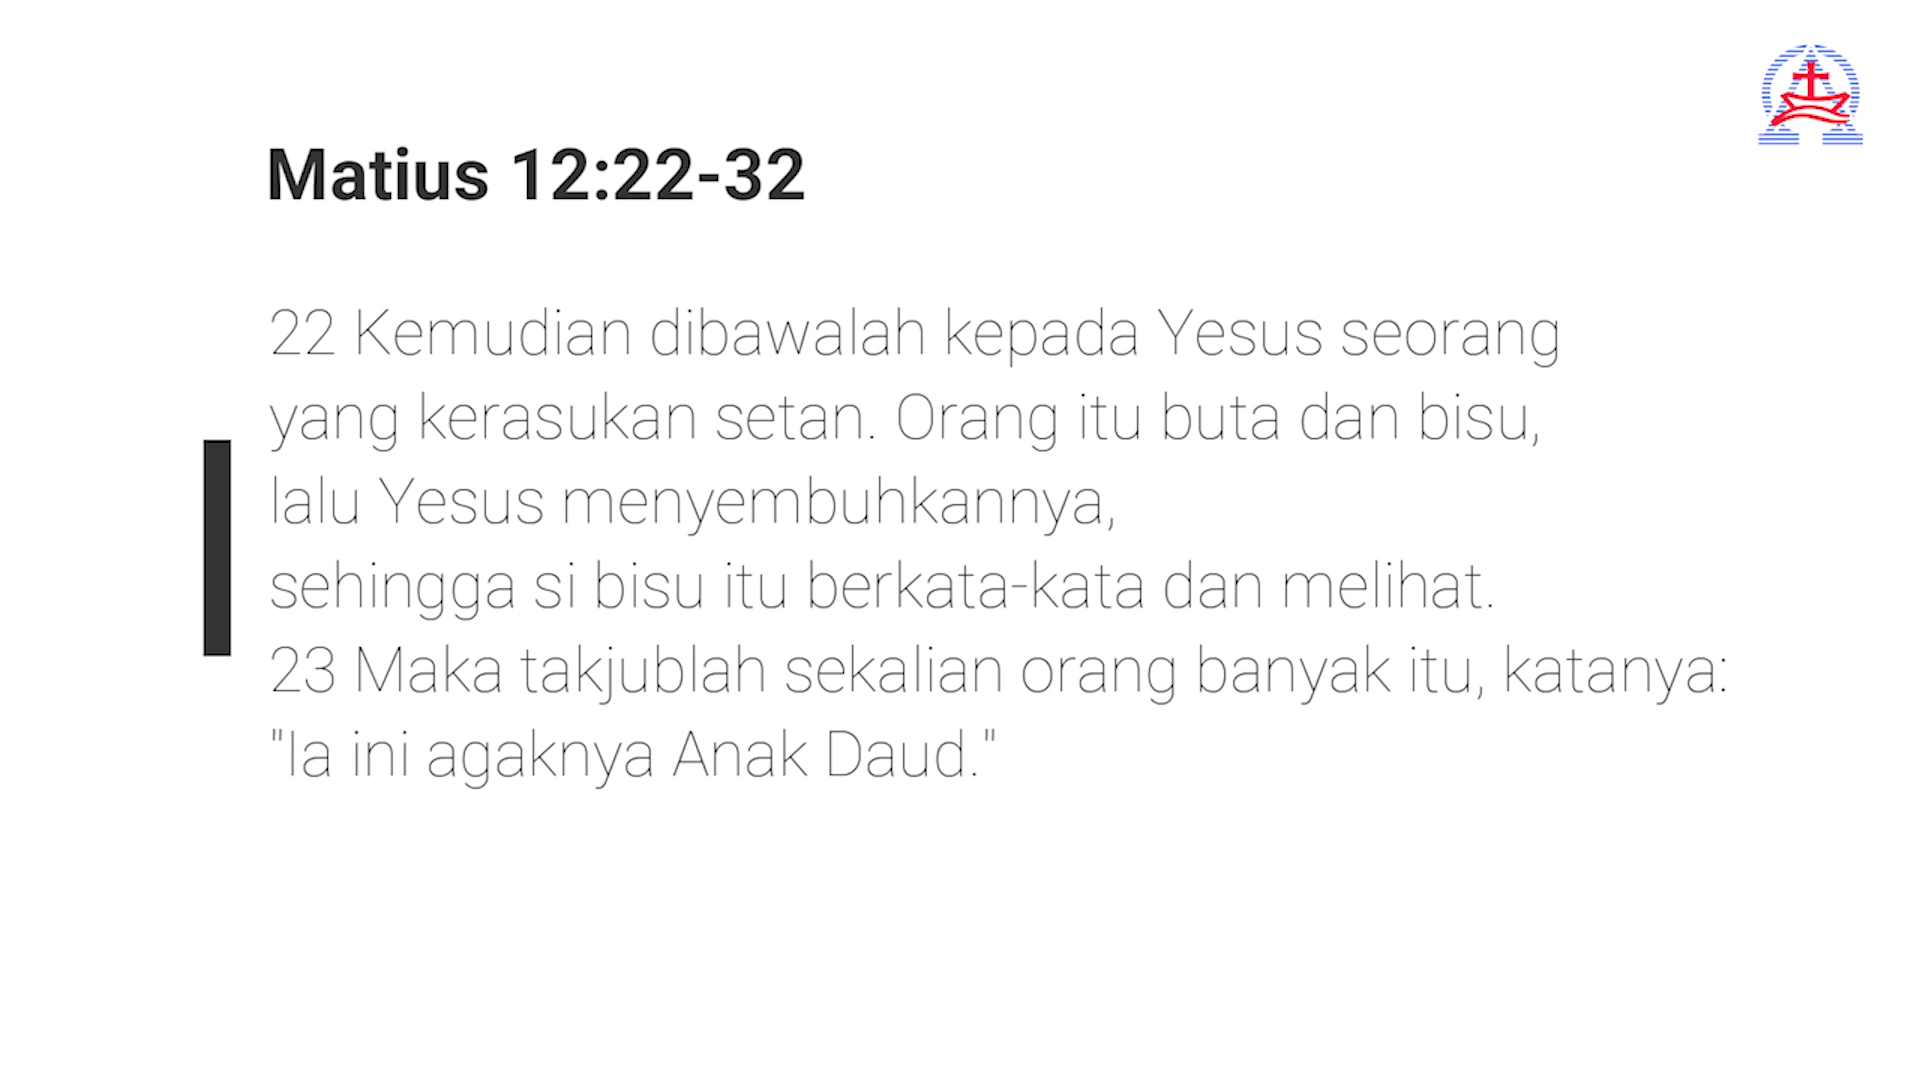 Matius 12:22-32
22 Kemudian dibawalah kepada Yesus seorang
yang kerasukan setan. Orang itu buta dan bisu,
lalu Yesus menyembuhkannya,
sehingga si bisu itu berkata-kata dan melihat.
23 Maka takjublah sekalian orang banyak itu, katanya:
"Ia ini agaknya Anak Daud."